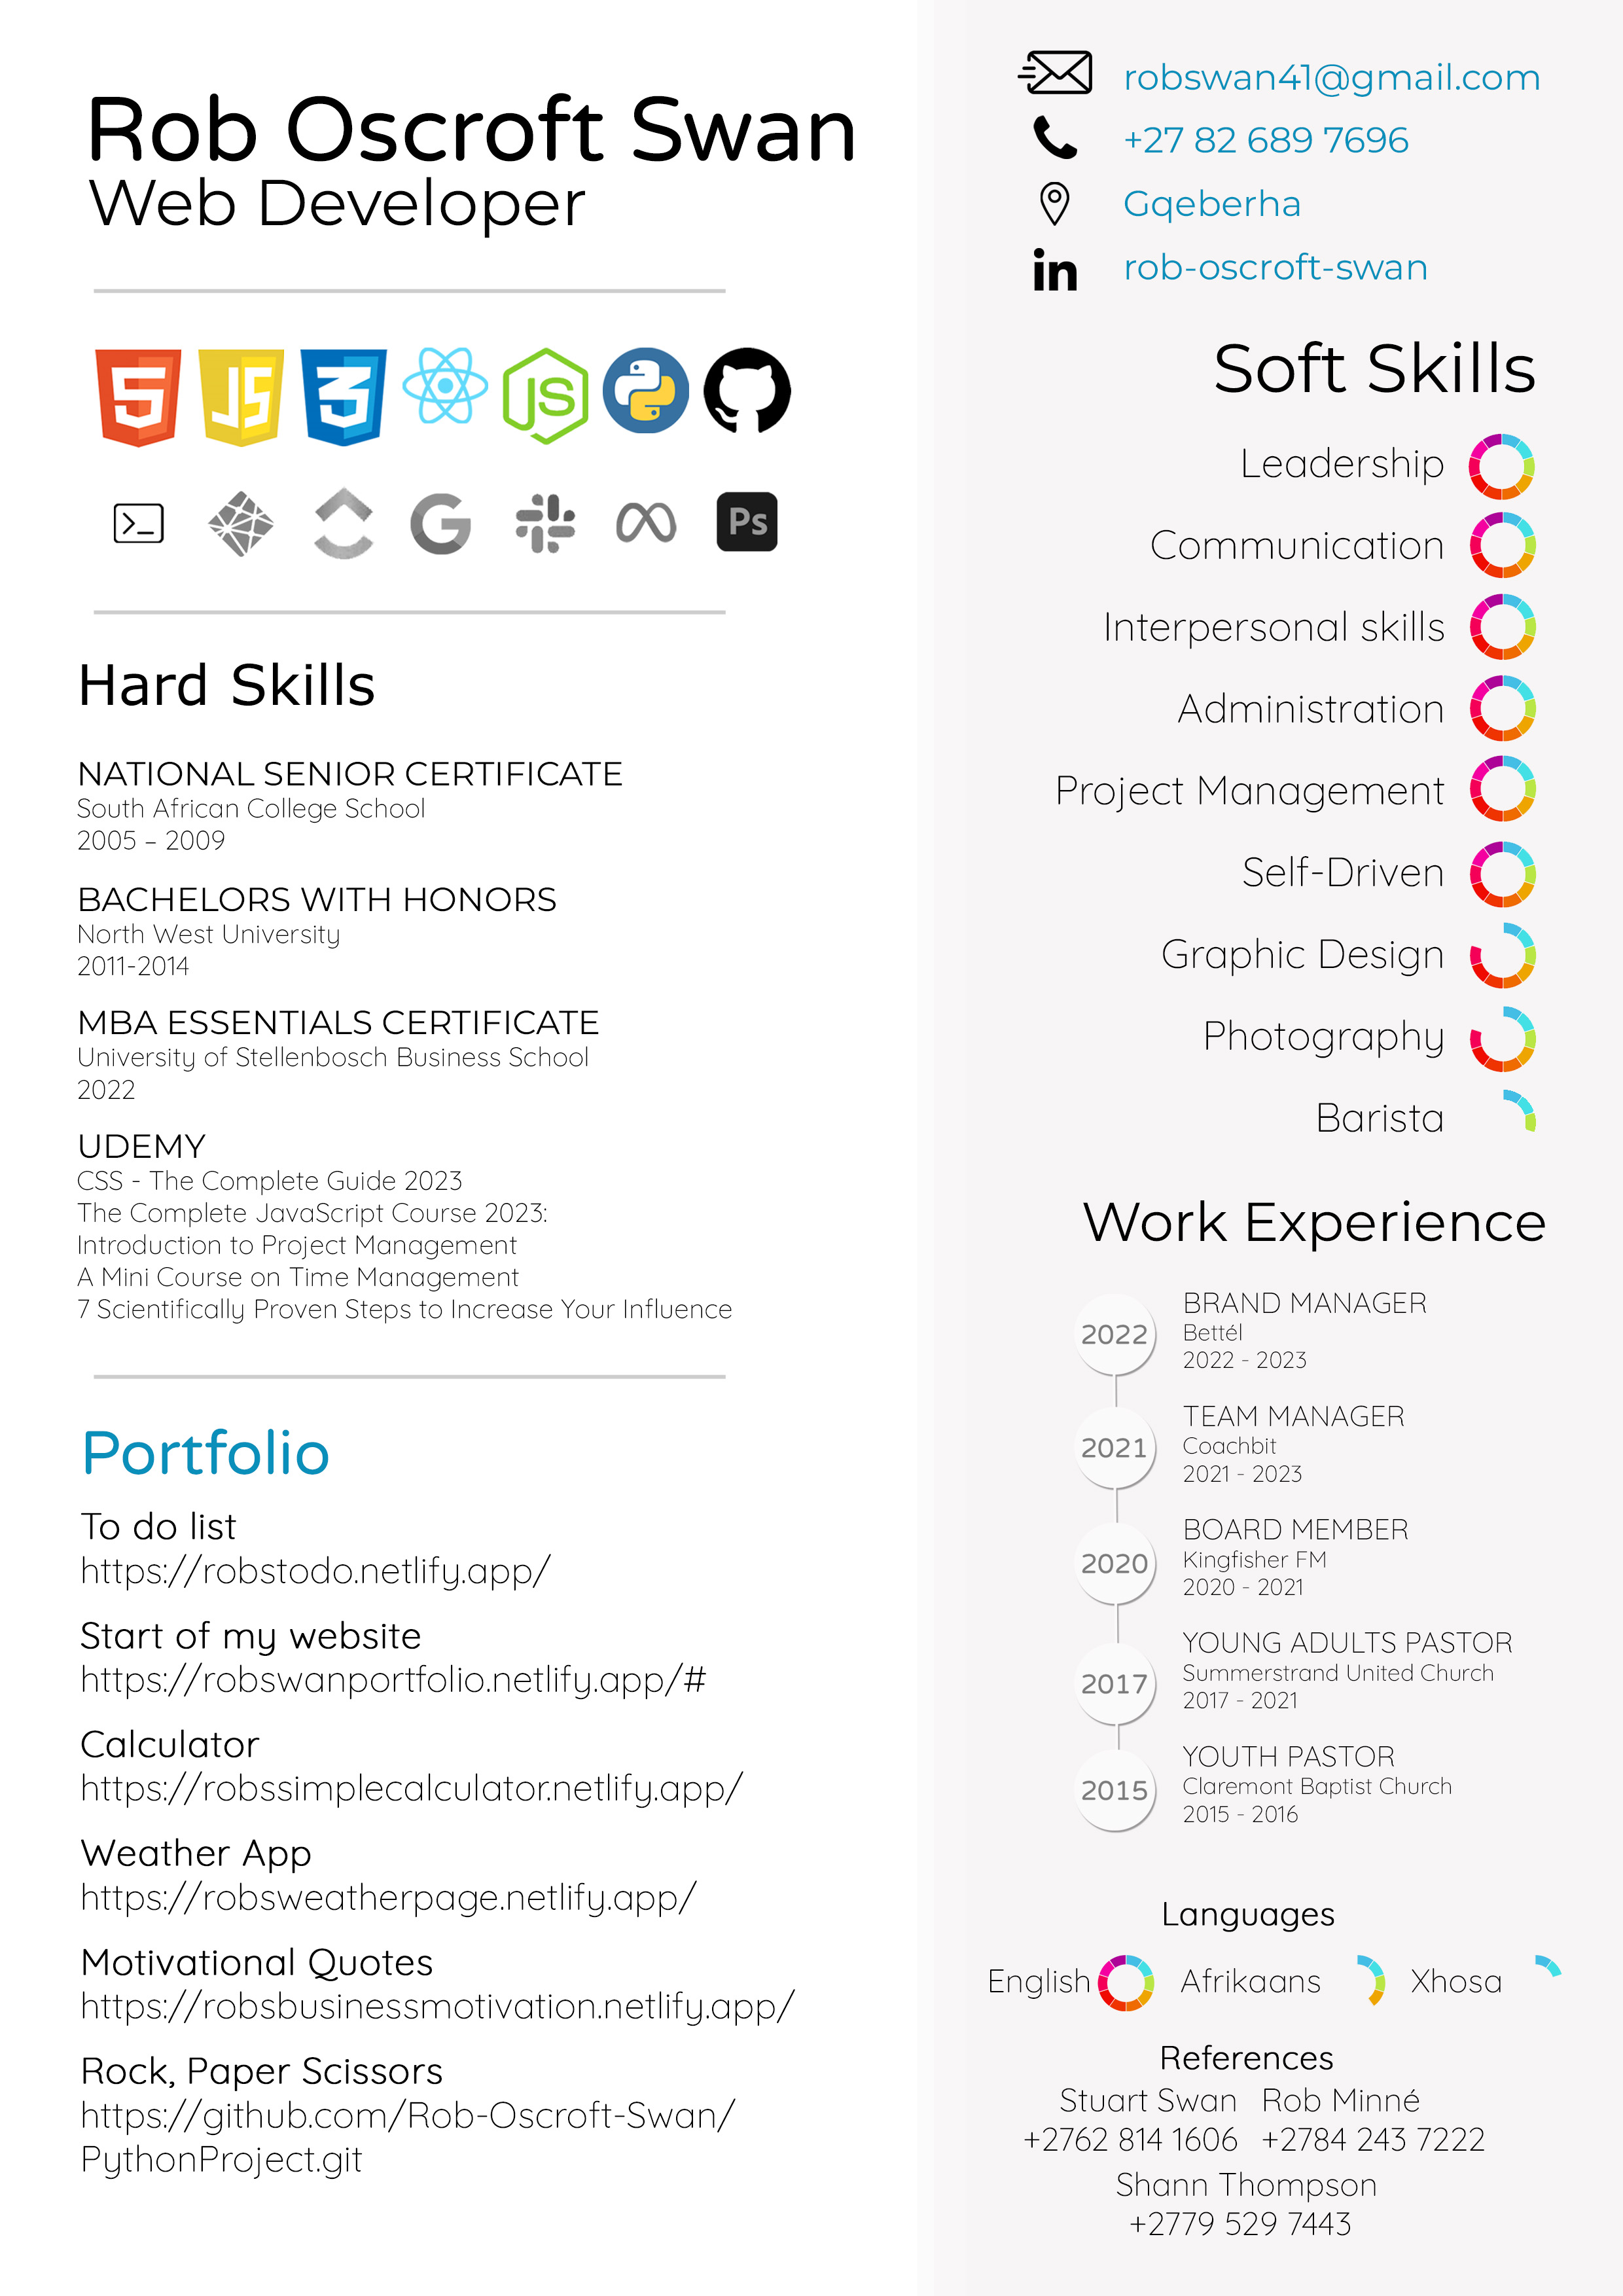 Rob Oscroft Swan
Web Developer
5
JS
3
JS
>_
G
Ps
Hard Skills
NATIONAL SENIOR CERTIFICATE
South African College School
2005 – 2009
BACHELORS WITH HONORS
North West University
2011-2014
MBA ESSENTIALS CERTIFICATE
University of Stellenbosch Business School
2022
UDEMY
CSS - The Complete Guide 2023
The Complete JavaScript Course 2023:
Introduction to Project Management
A Mini Course on Time Management
7 Scientifically Proven Steps to Increase Your Influence
Portfolio
To do list
https://robstodo.netlify.app/
Start of my website
https://robswanportfolio.netlify.app/#
Calculator
https://robssimplecalculator.netlify.app/
Weather App
https://robsweatherpage.netlify.app/
Motivational Quotes
https://robsbusinessmotivation.netlify.app/
Rock, Paper Scissors
https://github.com/Rob-Oscroft-Swan/
PythonProject.git
robswan41@gmail.com
+27 82 689 7696
Gqeberha
in rob-oscroft-swan
Soft Skills
Leadership
Communication
Interpersonal skills
Administration
Project Management
Self-Driven
Graphic Design
Photography
Barista
Work Experience
2022
BRAND MANAGER
Bettél
2022 - 2023
2021
TEAM MANAGER
Coachbit
2021 - 2023
2020
BOARD MEMBER
Kingfisher FM
2020 - 2021
2017
YOUNG ADULTS PASTOR
Summerstrand United Church
2017 - 2021
2015
YOUTH PASTOR
Claremont Baptist Church
2015 - 2016
Languages
English Afrikaans Xhosa
References
Stuart Swan Rob Minné
+2762 814 1606 +2784 243 7222
Shann Thompson
+2779 529 7443